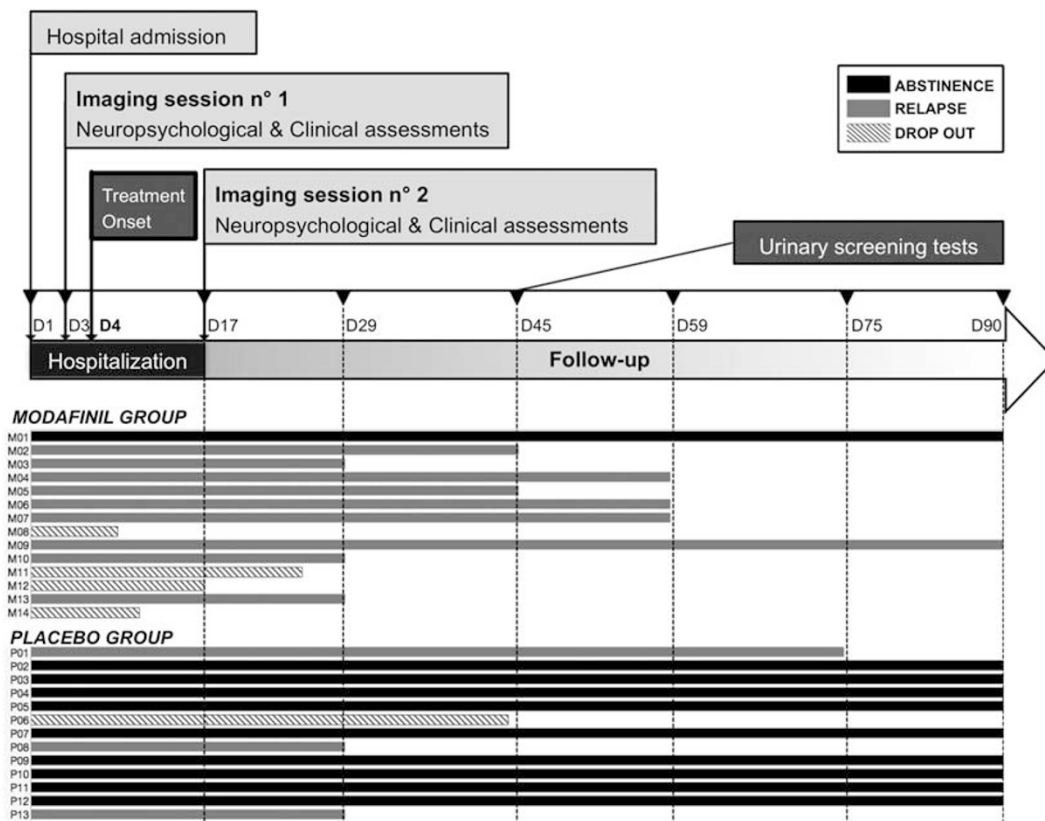 Hospital admission
Imaging session n° 1
Neuropsychological & Clinical assessments
ABSTINENCE
RELAPSE
DROP OUT
Treatment
Onset
Imaging session n° 2
Neuropsychological & Clinical assessments
Urinary screening tests
D1 D3 D4 D17 D29 D45 D59 D75 D90
Hospitalization Follow-up
MODAFINIL GROUP
M01
M02
M03
M04
M05
M06
M07
M08
M09
M10
M11
M12
M13
M14
PLACEBO GROUP
P01
P02
P03
P04
P05
P06
P07
P08
P09
P10
P11
P12
P13